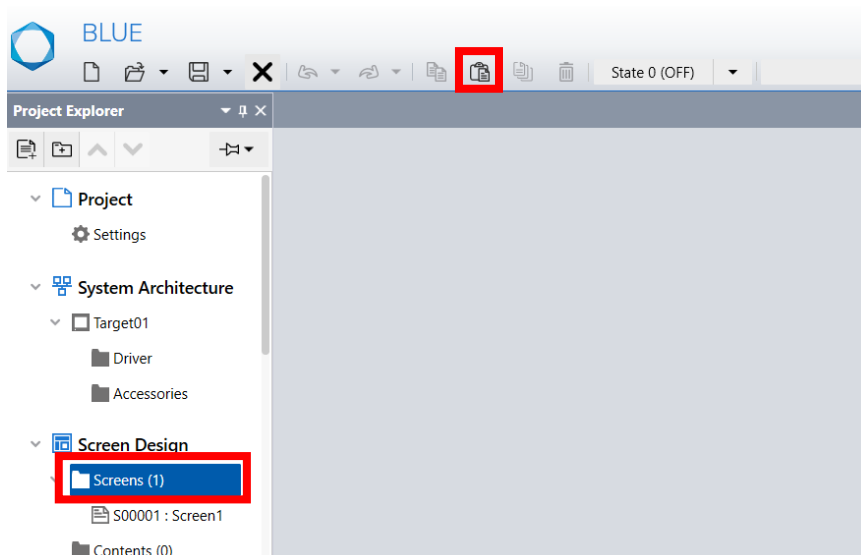 BLUE
State 0 (OFF)
Project Explorer
Project
Settings
System Architecture
Target01
Driver
Accessories
Screen Design
Screens (1)
S00001 : Screen1
Contents (0)